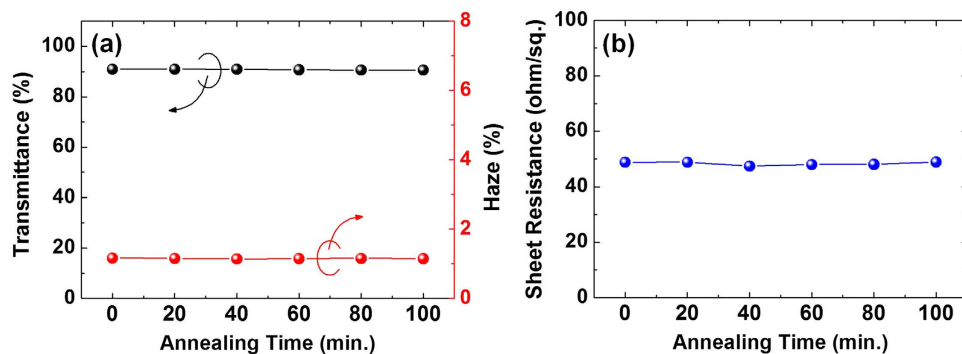 (a)
Transmittance (%)
100
80
60
40
20
0
8
6
4
2
0
Haze (%)
0 20 40 60 80 100
Annealing Time (min.)
(b)
Sheet Resistance (ohm/sq.)
100
80
60
40
20
0
0 20 40 60 80 100
Annealing Time (min.)